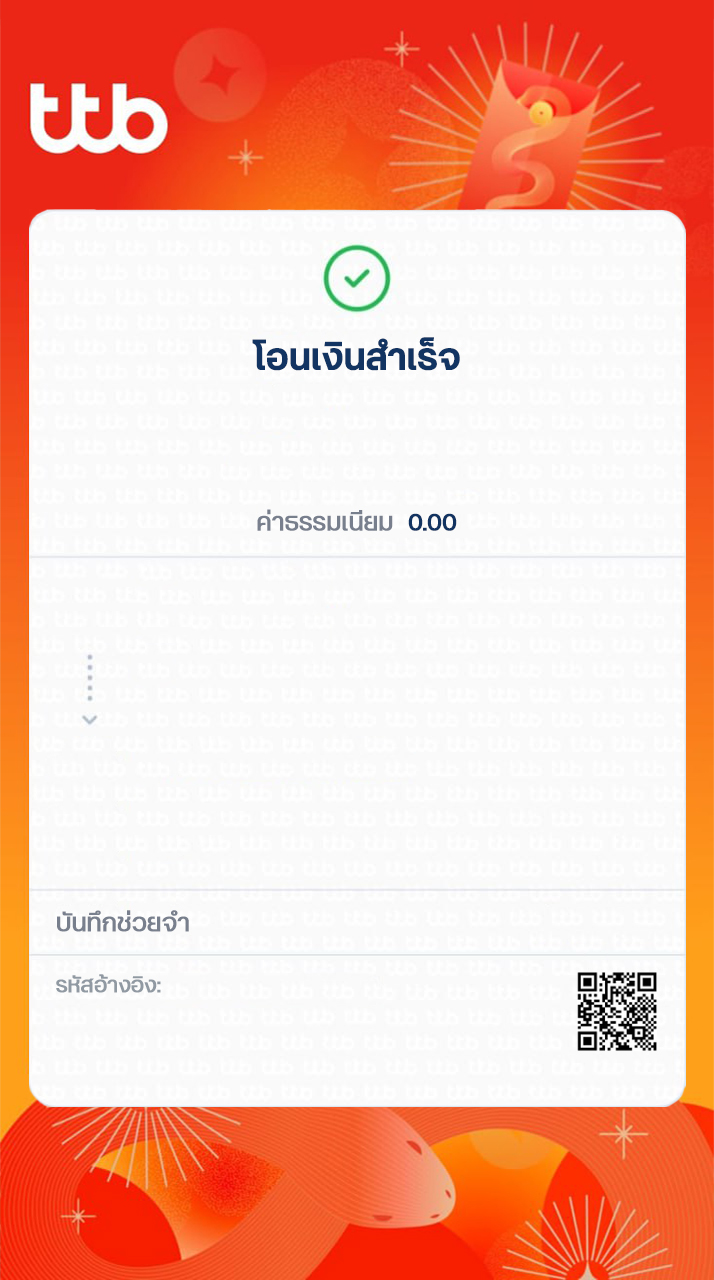 ttb
โอนเงินสำเร็จ
ค่าธรรมเนียม 0.00
บันทึกช่วยจำ
รหัสอ้างอิง: